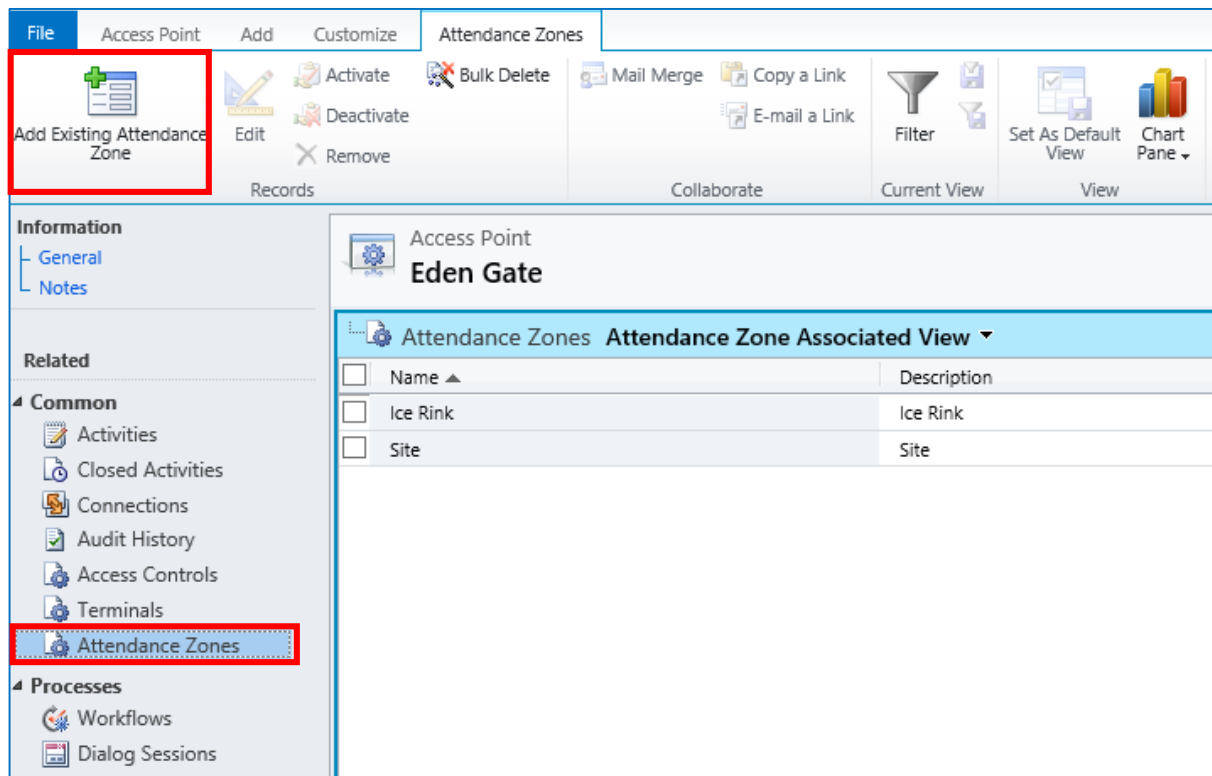 File Access Point Add Customize Attendance Zones
Add Existing Attendance
Zone
Edit
Activate
Deactivate
Remove
Bulk Delete
Records
Mail Merge
Copy a Link
E-mail a Link
Collaborate
Filter
Current View
Set As Default
View
Chart
Pane
View
Information
General
Notes
Related
Common
Activities
Closed Activities
Connections
Audit History
Access Controls
Terminals
Attendance Zones
Processes
Workflows
Dialog Sessions
Access Point
Eden Gate
Attendance Zones Attendance Zone Associated View
Name Description
Ice Rink Ice Rink
Site Site